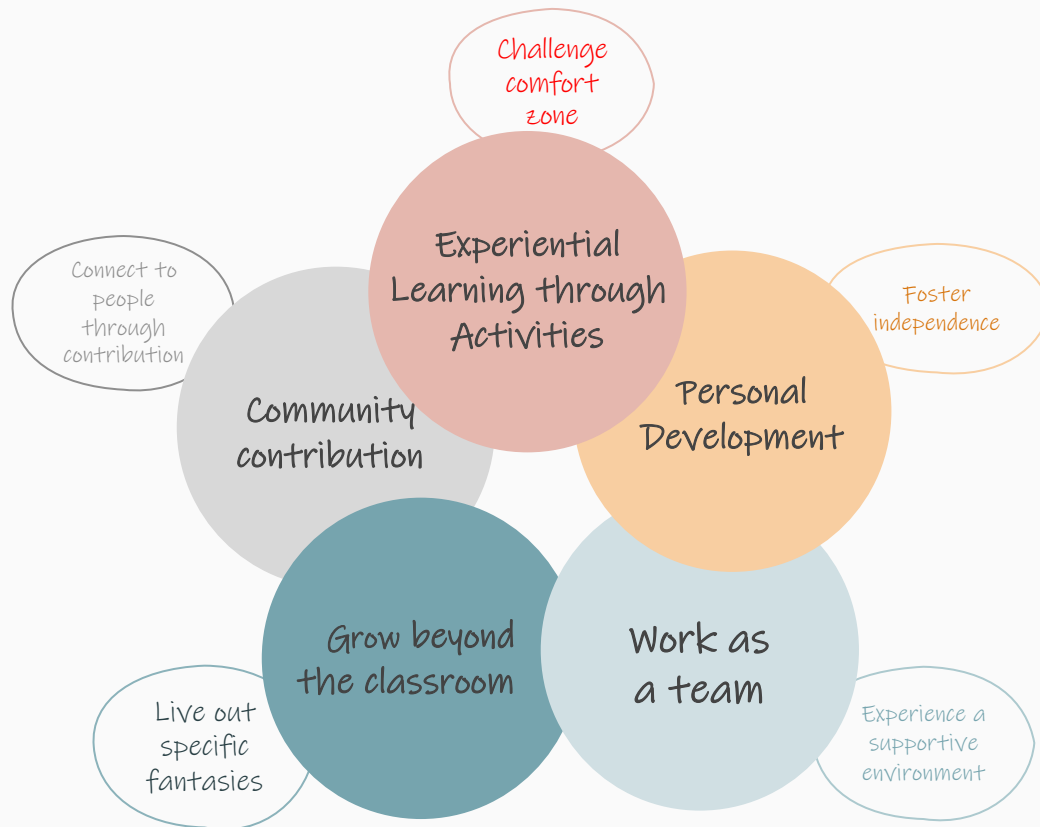 Challenge
comfort
zone
Experiential
Learning through
Activities
Connect to
people
through
contribution
Foster
independence
Community
contribution
Personal
Development
Grow beyond
the classroom
Work as
a team
Live out
specific
fantasies
Experience a
supportive
environment